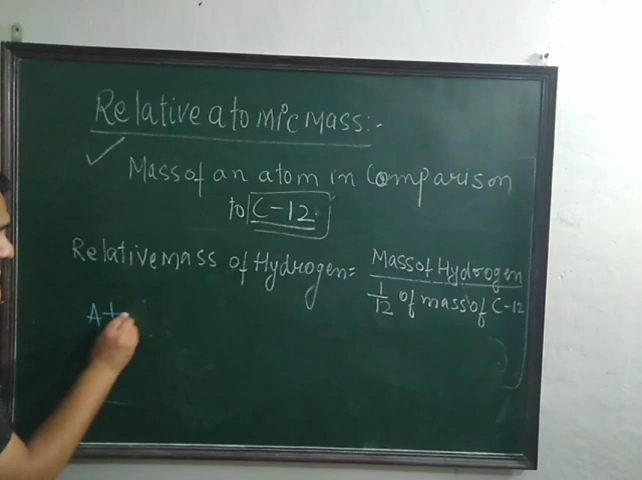 Relative atomic Mass:-
✓ Mass of an atom in Comparison
to C-12.
Relative mass of Hydrogen = Mass of Hydrogen
1/12 of mass of C-12
At